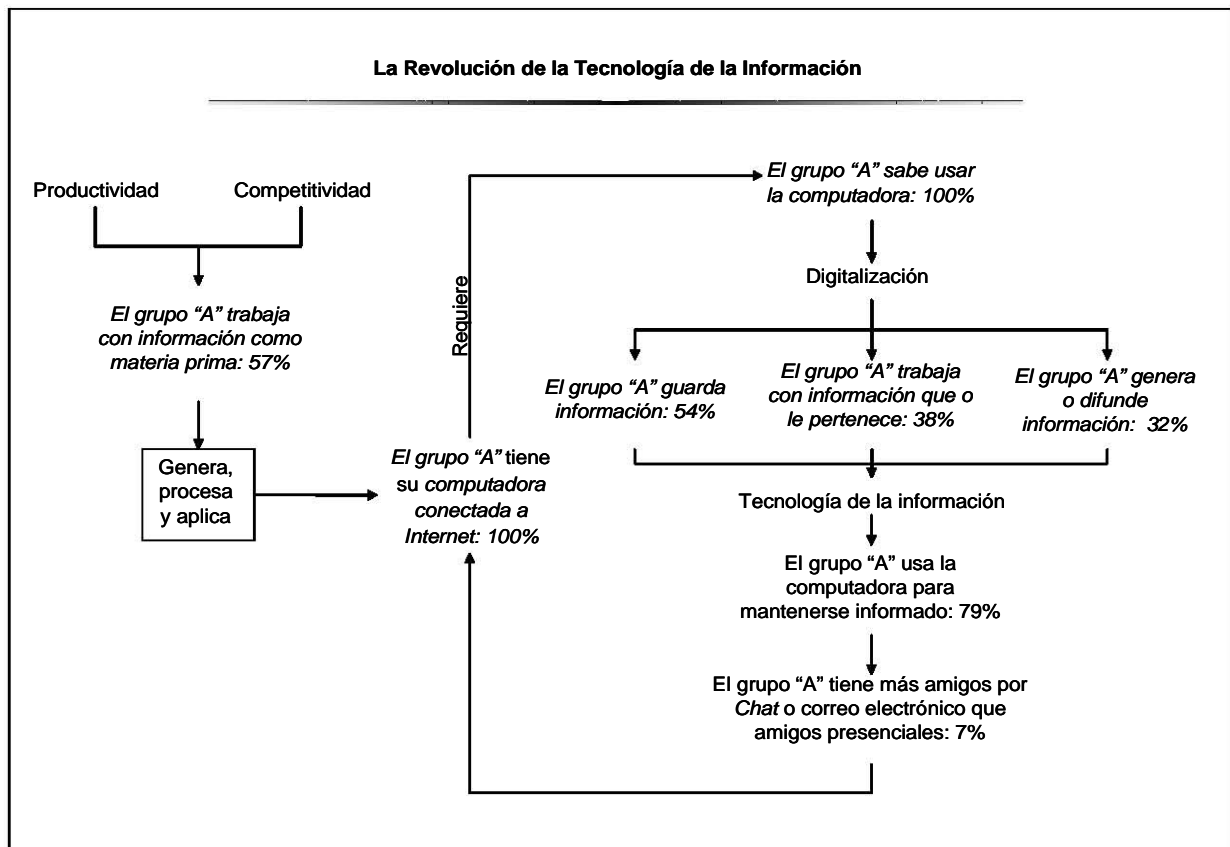 La Revolución de la Tecnología de la Información
Productividad
Competitividad
El grupo “A” trabaja
con información como
materia prima: 57%
Genera,
procesa
y aplica
El grupo “A” tiene
su computadora
conectada a
Internet: 100%
Requiere
El grupo “A” sabe usar
la computadora: 100%
Digitalización
El grupo “A” guarda
información: 54%
El grupo “A” trabaja
con información que o
le pertenece: 38%
El grupo “A” genera
o difunde
información: 32%
Tecnología de la información
El grupo “A” usa la
computadora para
mantenerse informado: 79%
El grupo “A” tiene más amigos por
Chat o correo electrónico que
amigos presenciales: 7%